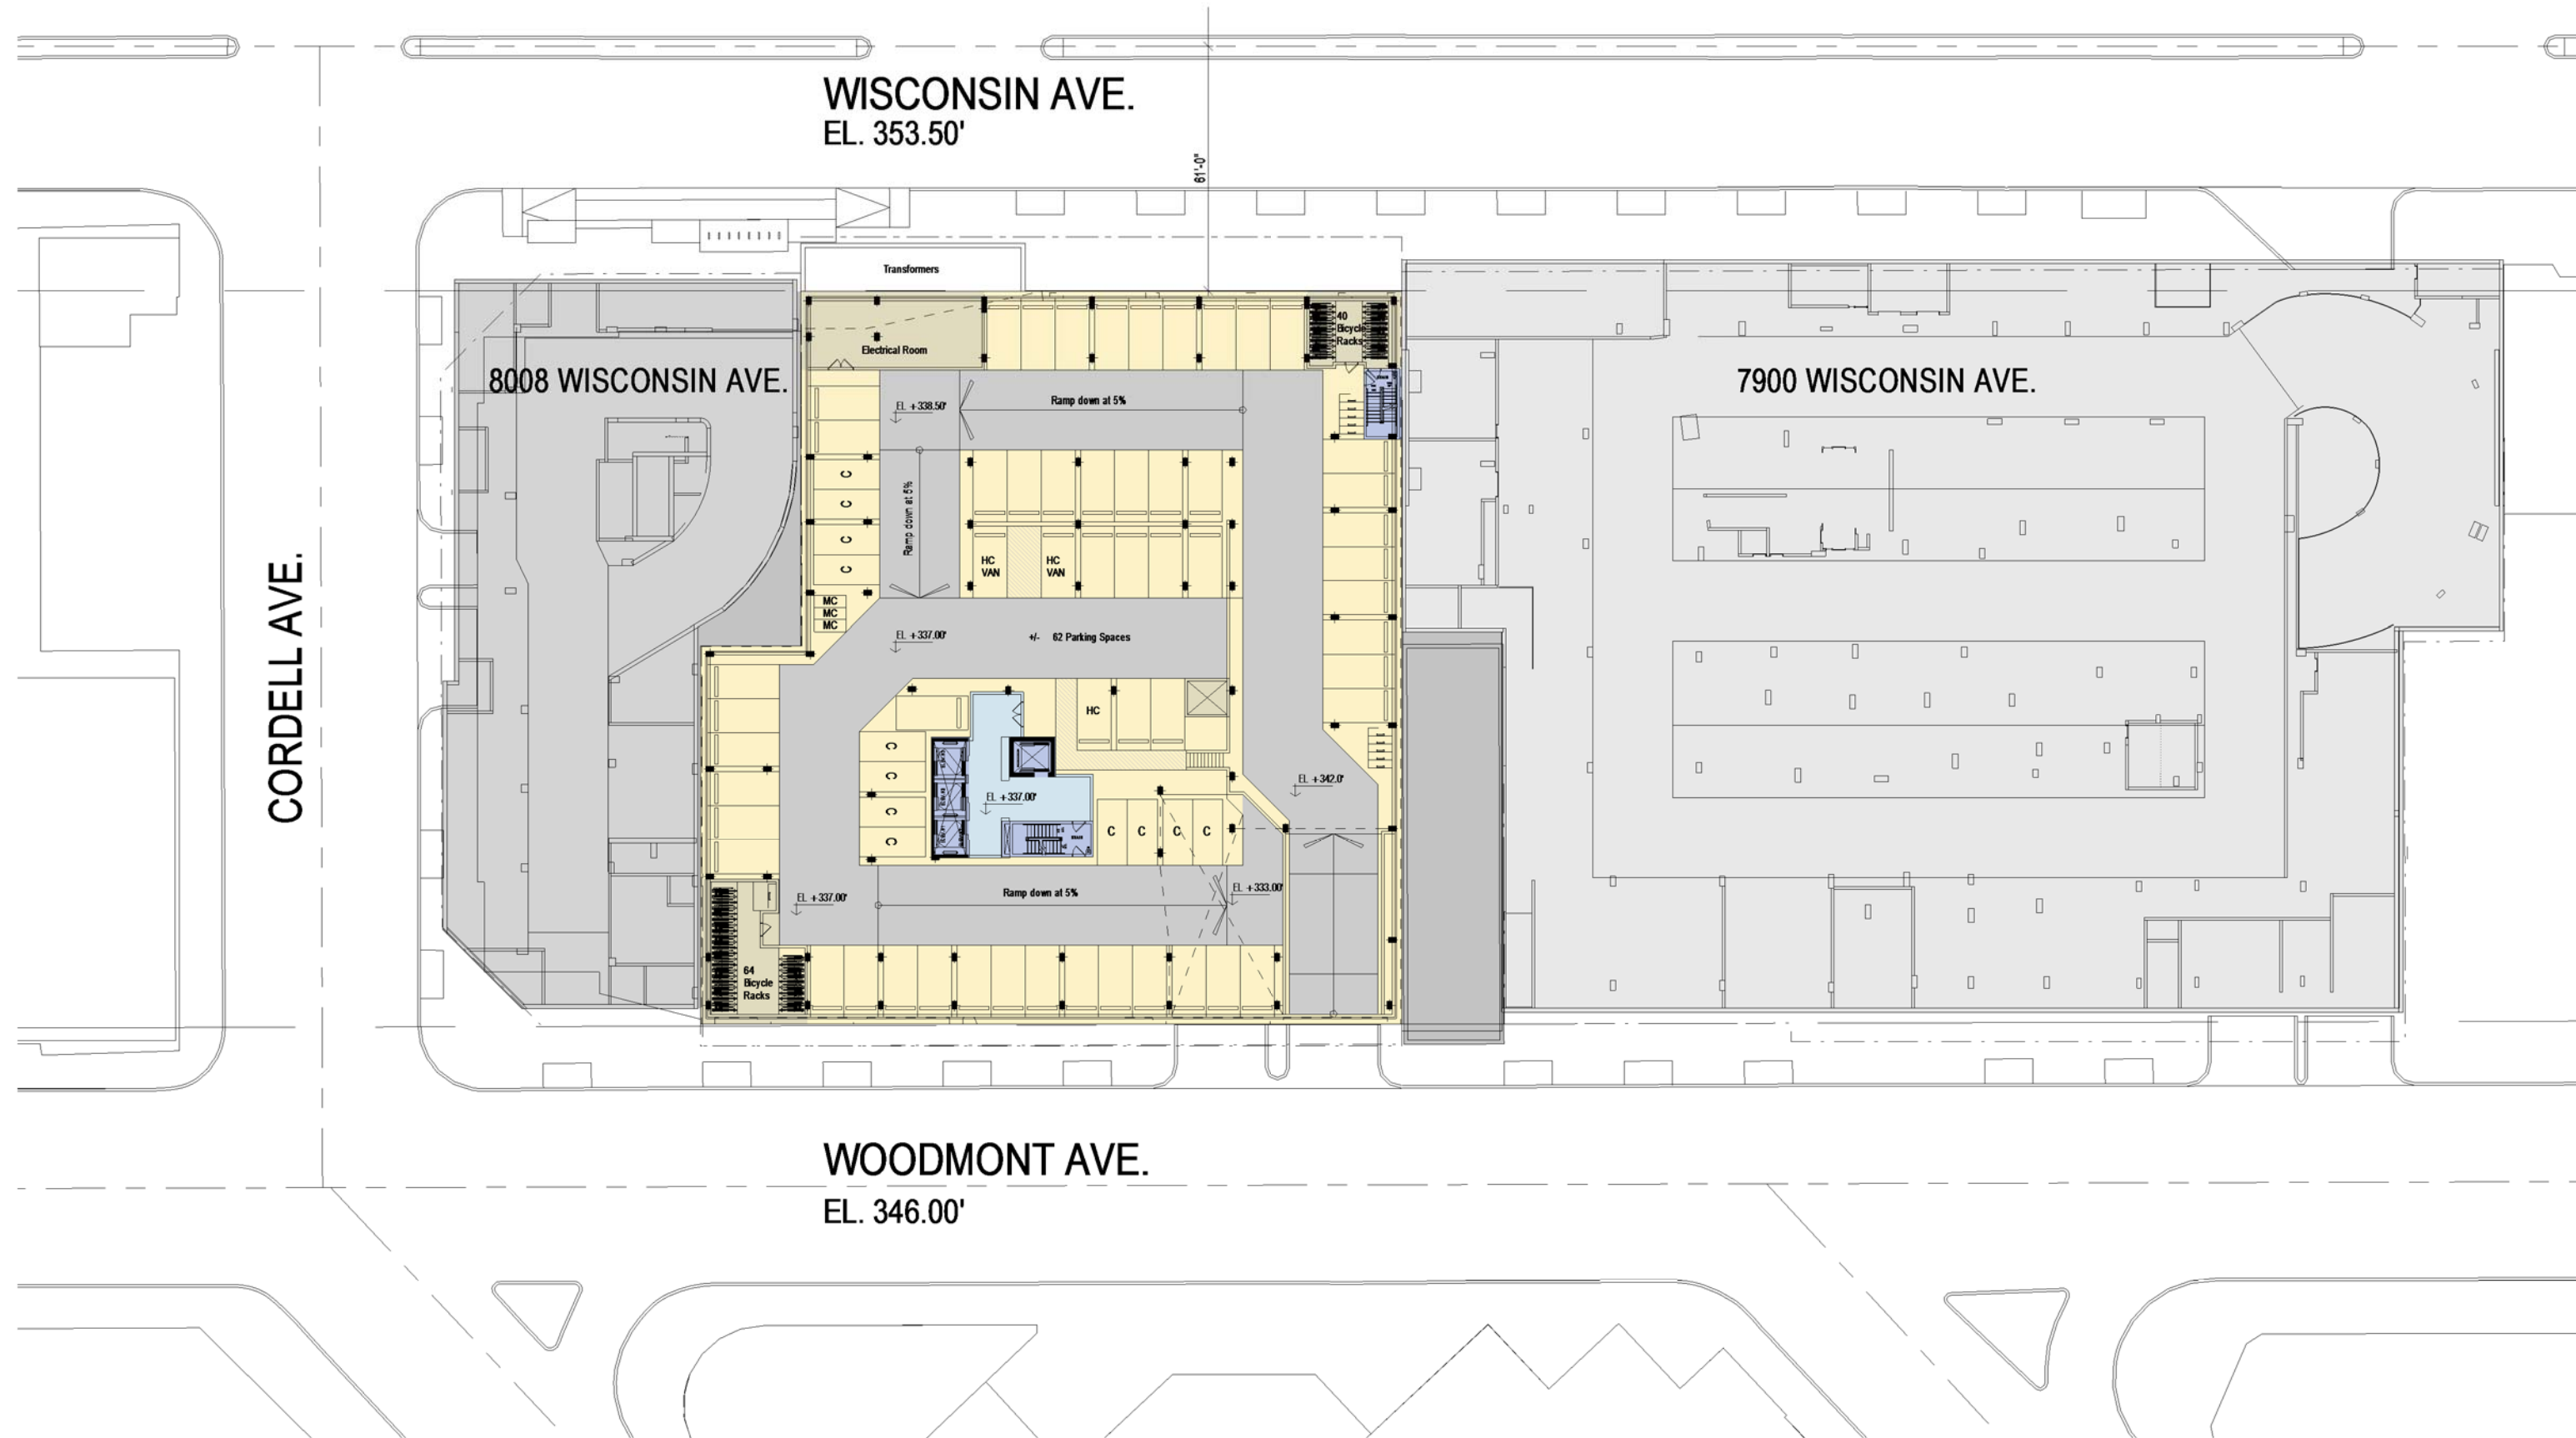 WISCONSIN AVE.
EL. 353.50'
61'-0"
Transformers
Electrical Room
40
Bicycle
Racks
8008 WISCONSIN AVE.
7900 WISCONSIN AVE.
EL +338.50'
Ramp down at 5%
Ramp down at 5%
C
C
C
C
HC
VAN
HC
VAN
MC
MC
MC
EL +337.00'
+/- 62 Parking Spaces
CORDELL AVE.
HC
C
C
C
C
EL +337.00'
EL +342.0'
C
C
C
C
EL +337.00'
Ramp down at 5%
EL +333.00'
64
Bicycle
Racks
WOODMONT AVE.
EL. 346.00'